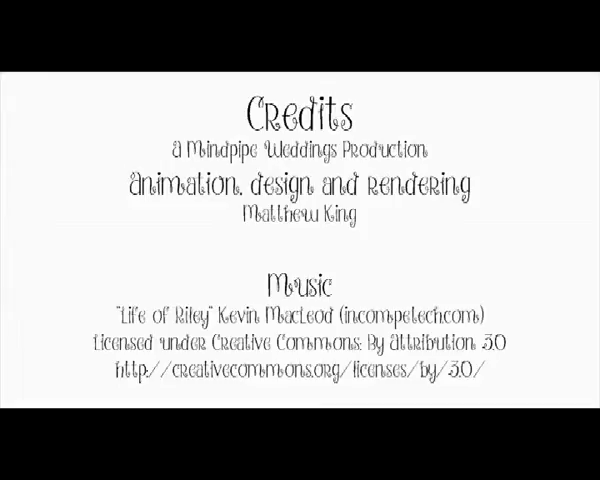 Credits
a Mindpipe Weddings Production
Animation, design and rendering
Matthew King
Music
"Life of Riley" Kevin MacLeod (incompetech.com)
Licensed under Creative Commons: By Attribution 3.0
http://creativecommons.org/licenses/by/3.0/